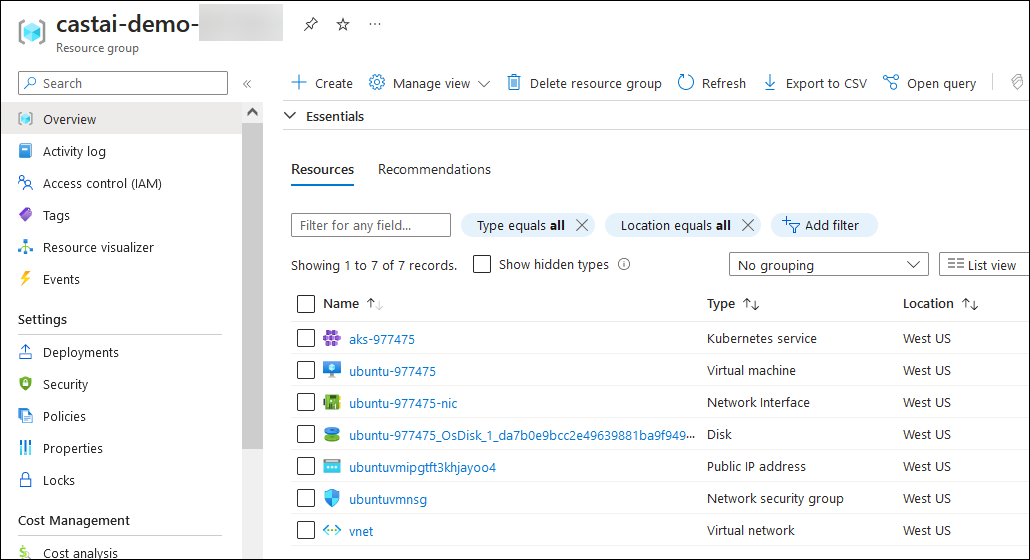 castai-demo-
Resource group
Search
Overview
Activity log
Access control (IAM)
Tags
Resource visualizer
Events
Settings
Deployments
Security
Policies
Properties
Locks
Cost Management
Cost analysis
Create Manage view Delete resource group Refresh Export to CSV Open query
Essentials
Resources Recommendations
Filter for any field... Type equals all Location equals all Add filter
Showing 1 to 7 of 7 records. Show hidden types No grouping List view
Name Type Location
aks-977475 Kubernetes service West US
ubuntu-977475 Virtual machine West US
ubuntu-977475-nic Network Interface West US
ubuntu-977475_OsDisk_1_da7b0e9bcc2e49639881ba9f949... Disk West US
ubuntuvmipgtft3khjayoo4 Public IP address West US
ubuntuvmnsg Network security group West US
vnet Virtual network West US